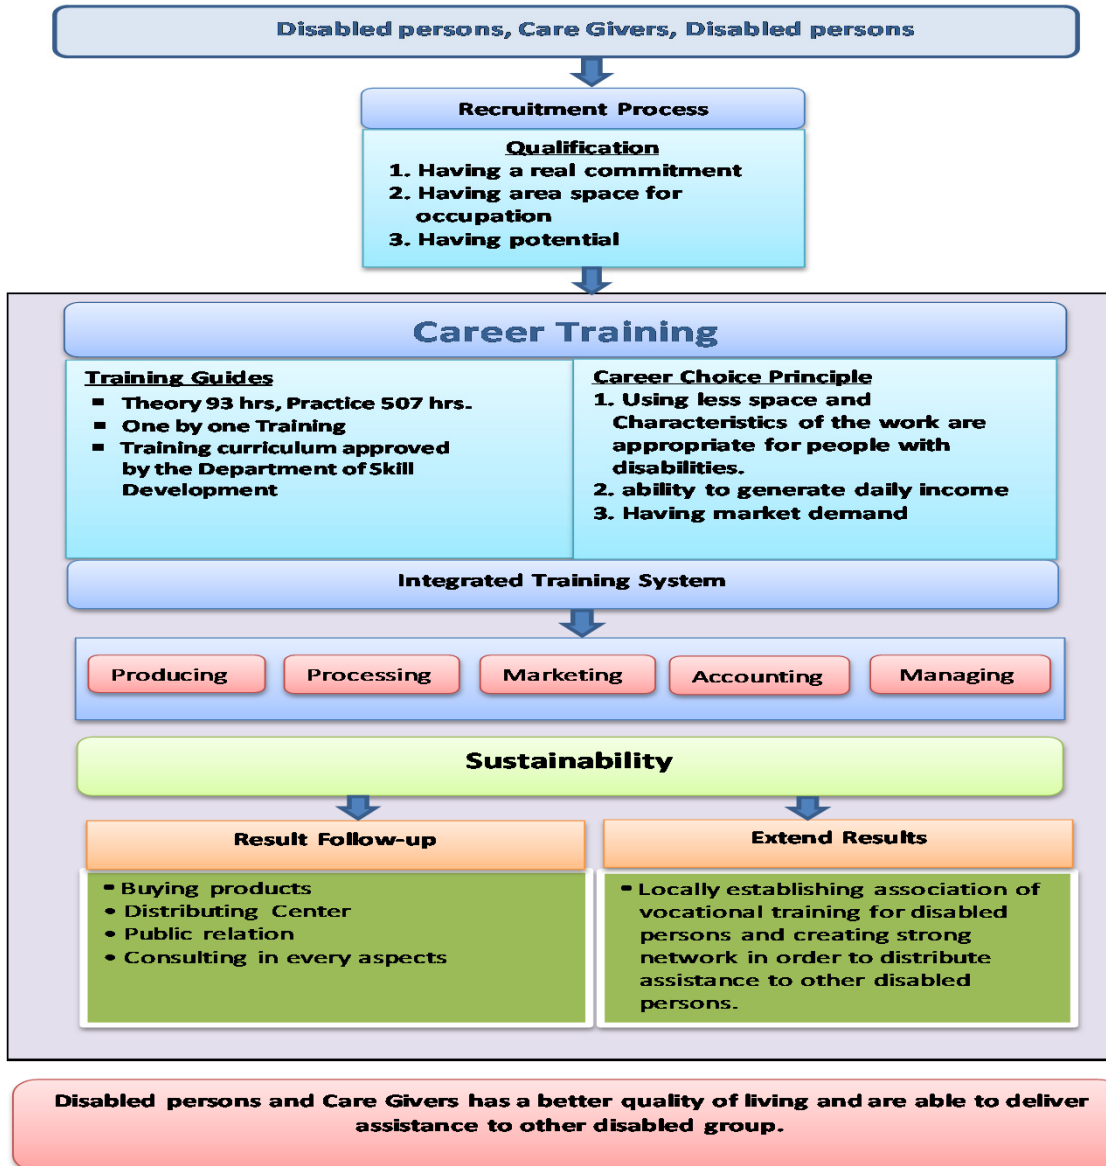 Disabled persons, Care Givers, Disabled persons
Recruitment Process
Qualification
1. Having a real commitment
2. Having area space for
occupation
3. Having potential
Career Training
Training Guides
▪ Theory 93 hrs, Practice 507 hrs.
▪ One by one Training
▪ Training curriculum approved
by the Department of Skill
Development
Career Choice Principle
1. Using less space and
Characteristics of the work are
appropriate for people with
disabilities.
2. ability to generate daily income
3. Having market demand
Integrated Training System
Producing
Processing
Marketing
Accounting
Managing
Sustainability
Result Follow-up
▪ Buying products
• Distributing Center
• Public relation
• Consulting in every aspects
Extend Results
▪ Locally establishing association of
vocational training for disabled
persons and creating strong
network in order to distribute
assistance to other disabled
persons.
Disabled persons and Care Givers has a better quality of living and are able to deliver
assistance to other disabled group.